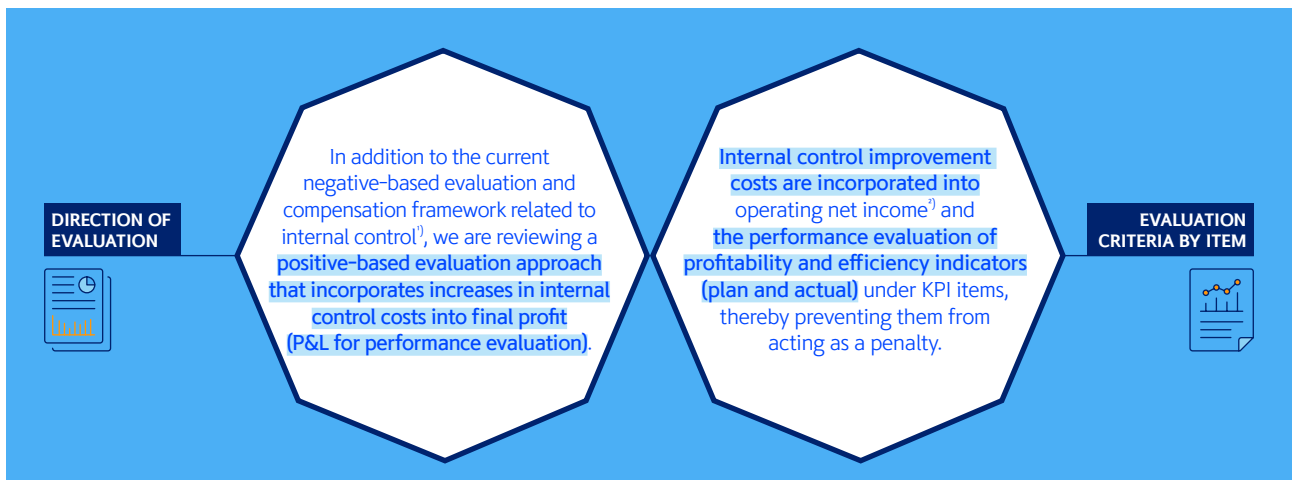 DIRECTION OF
EVALUATION
In addition to the current
negative-based evaluation and
compensation framework related to
internal control¹⁾, we are reviewing a
positive-based evaluation approach
that incorporates increases in internal
control costs into final profit
(P&L for performance evaluation).
Internal control improvement
costs are incorporated into
operating net income²⁾ and
the performance evaluation of
profitability and efficiency indicators
(plan and actual) under KPI items,
thereby preventing them from
acting as a penalty.
EVALUATION
CRITERIA BY ITEM